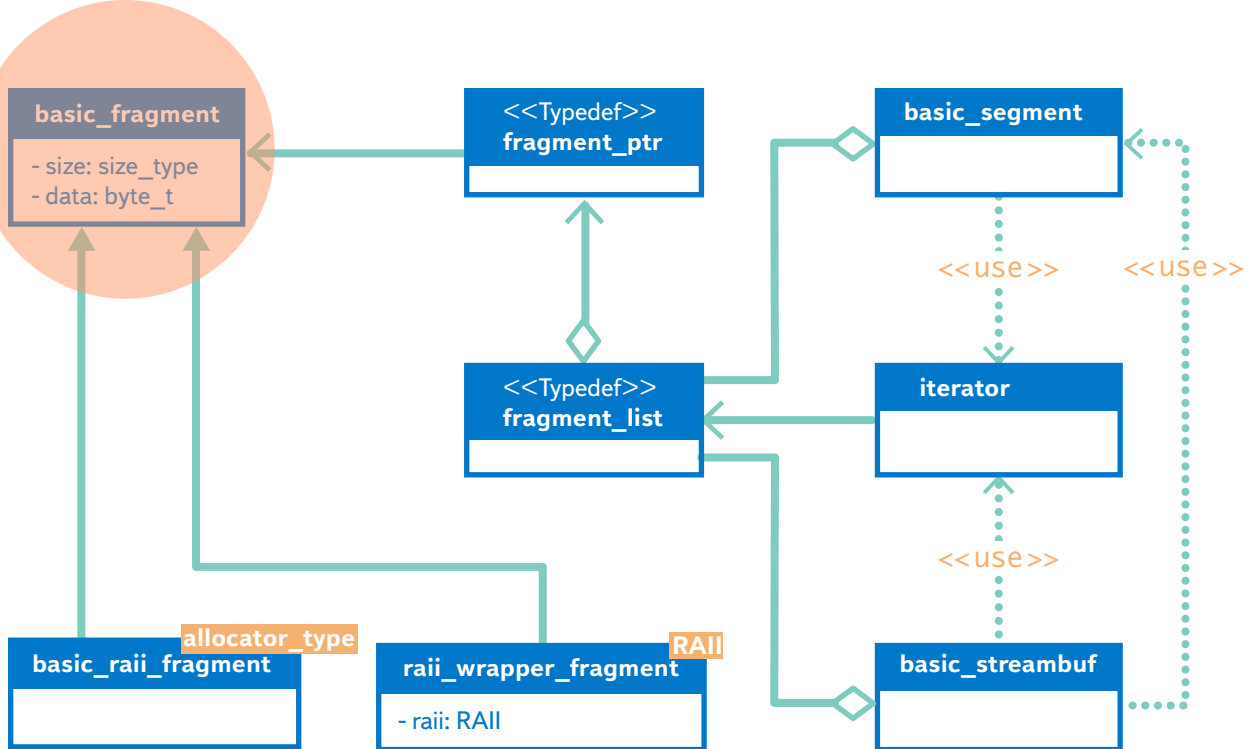 basic_fragment
- size: size_type
- data: byte_t
<<Typedef>>
fragment_ptr
basic_segment
<<use>>
<<use>>
<<Typedef>>
fragment_list
iterator
<<use>>
allocator_type
basic_raii_fragment
RAII
raii_wrapper_fragment
- raii: RAII
basic_streambuf